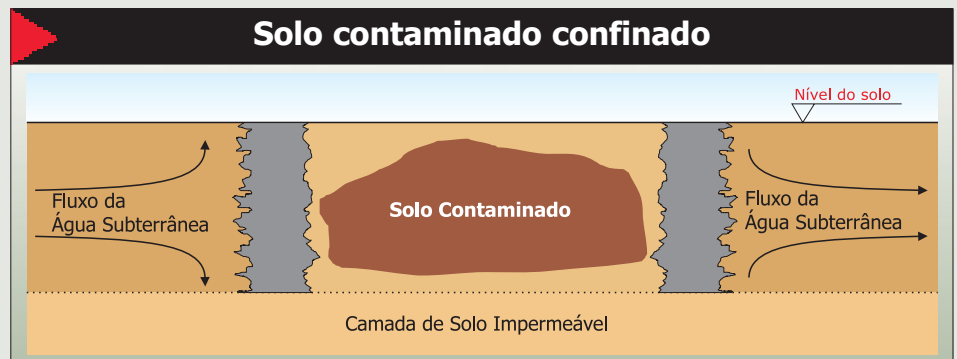 Solo contaminado confinado
Nível do solo
Fluxo da
Água Subterrânea
Solo Contaminado
Fluxo da
Água Subterrânea
Camada de Solo Impermeável